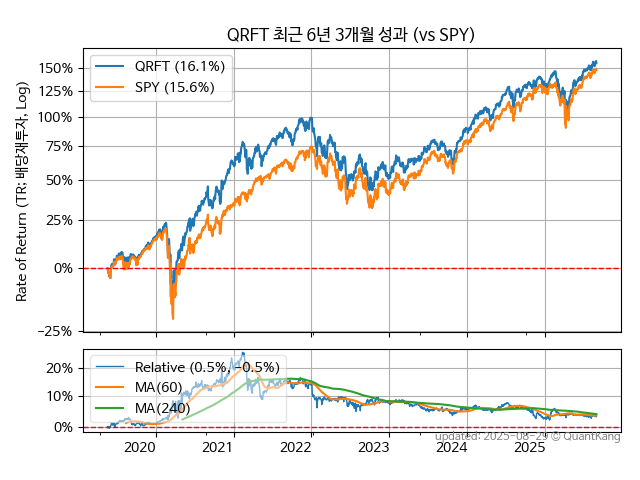 QRFT 최근 6년 3개월 성과 (vs SPY)
Rate of Return (TR: 배당재투자, Log)
150%
125%
100%
75%
50%
25%
0%
−25%
QRFT (16.1%)
SPY (15.6%)
20%
10%
0%
Relative (0.5%, −0.5%)
MA(60)
MA(240)
2020 2021 2022 2023 2024 2025
updated: 2025-08-29 © QuantKang